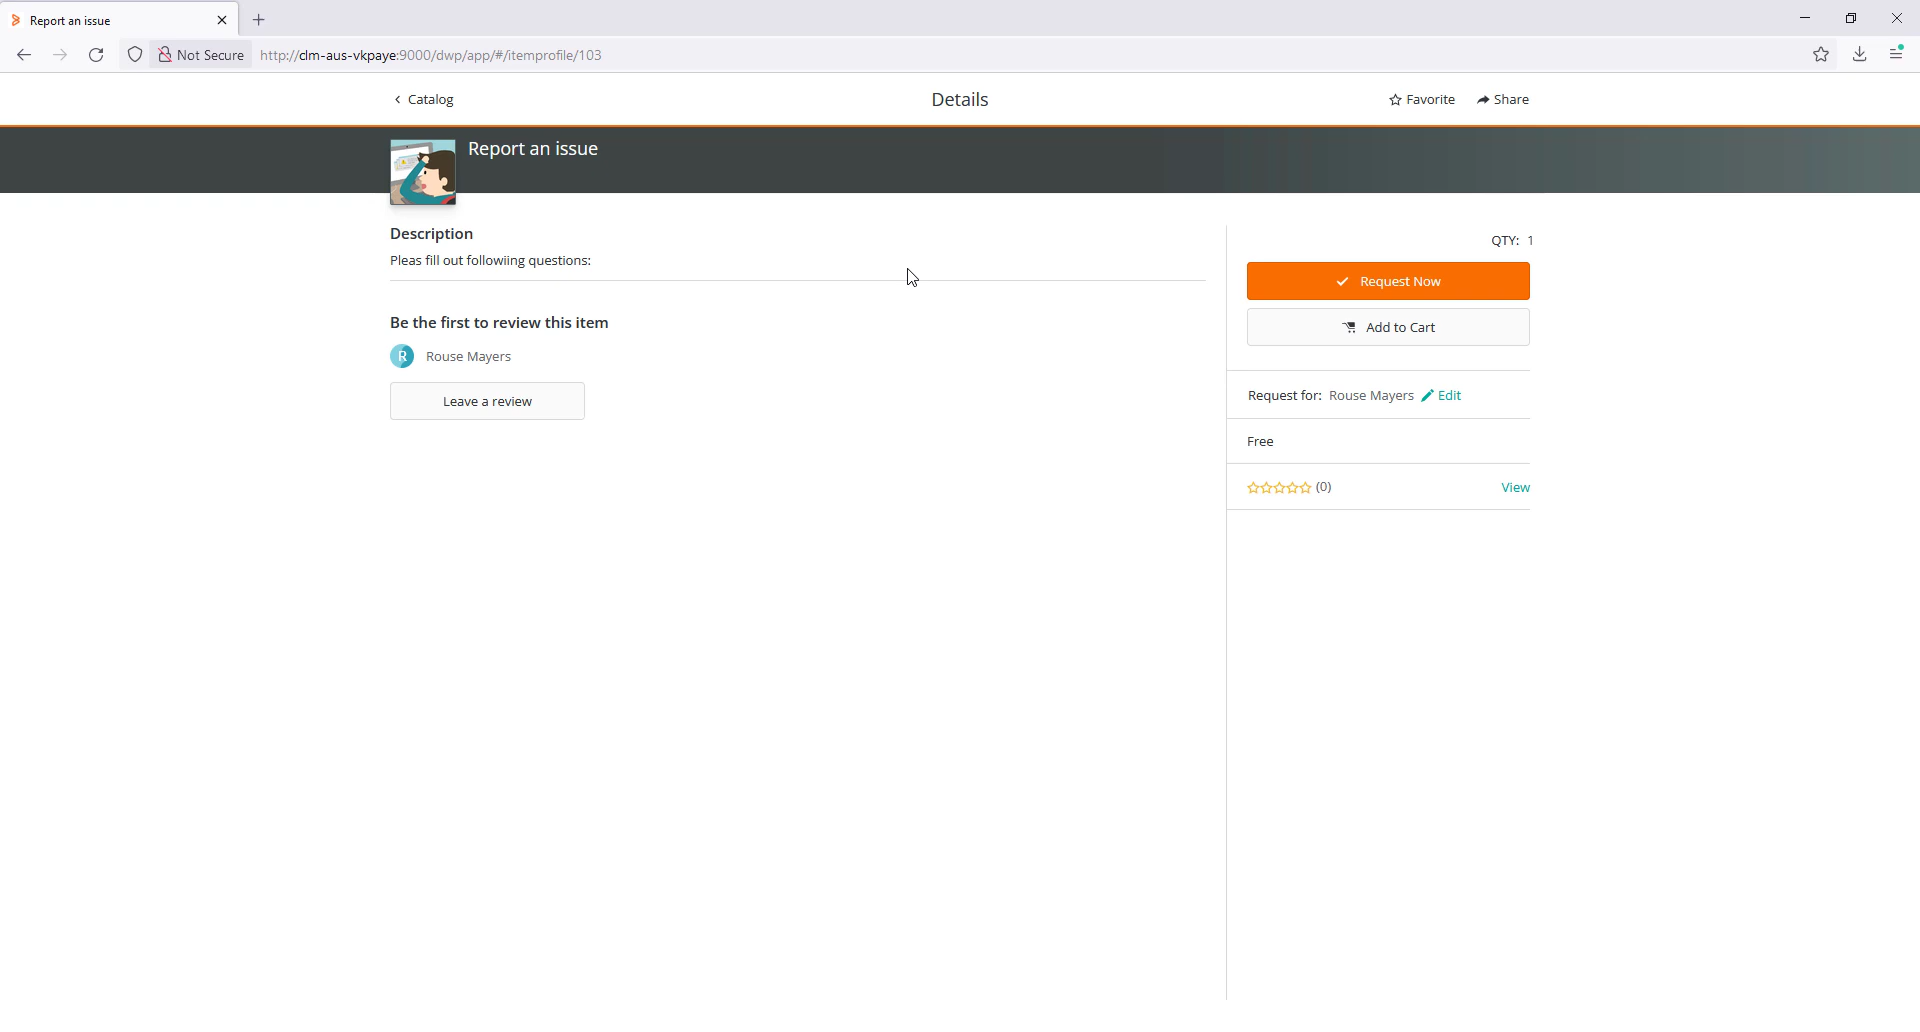 Report an issue
Not Secure http://clm-aus-vkpaye:9000/dwp/app/#/itemprofile/103
Catalog
Details
Favorite
Share
Report an issue
Description
Pleas fill out followiing questions:
Be the first to review this item
R Rouse Mayers
Leave a review
QTY: 1
Request Now
Add to Cart
Request for: Rouse Mayers Edit
Free
(0) View